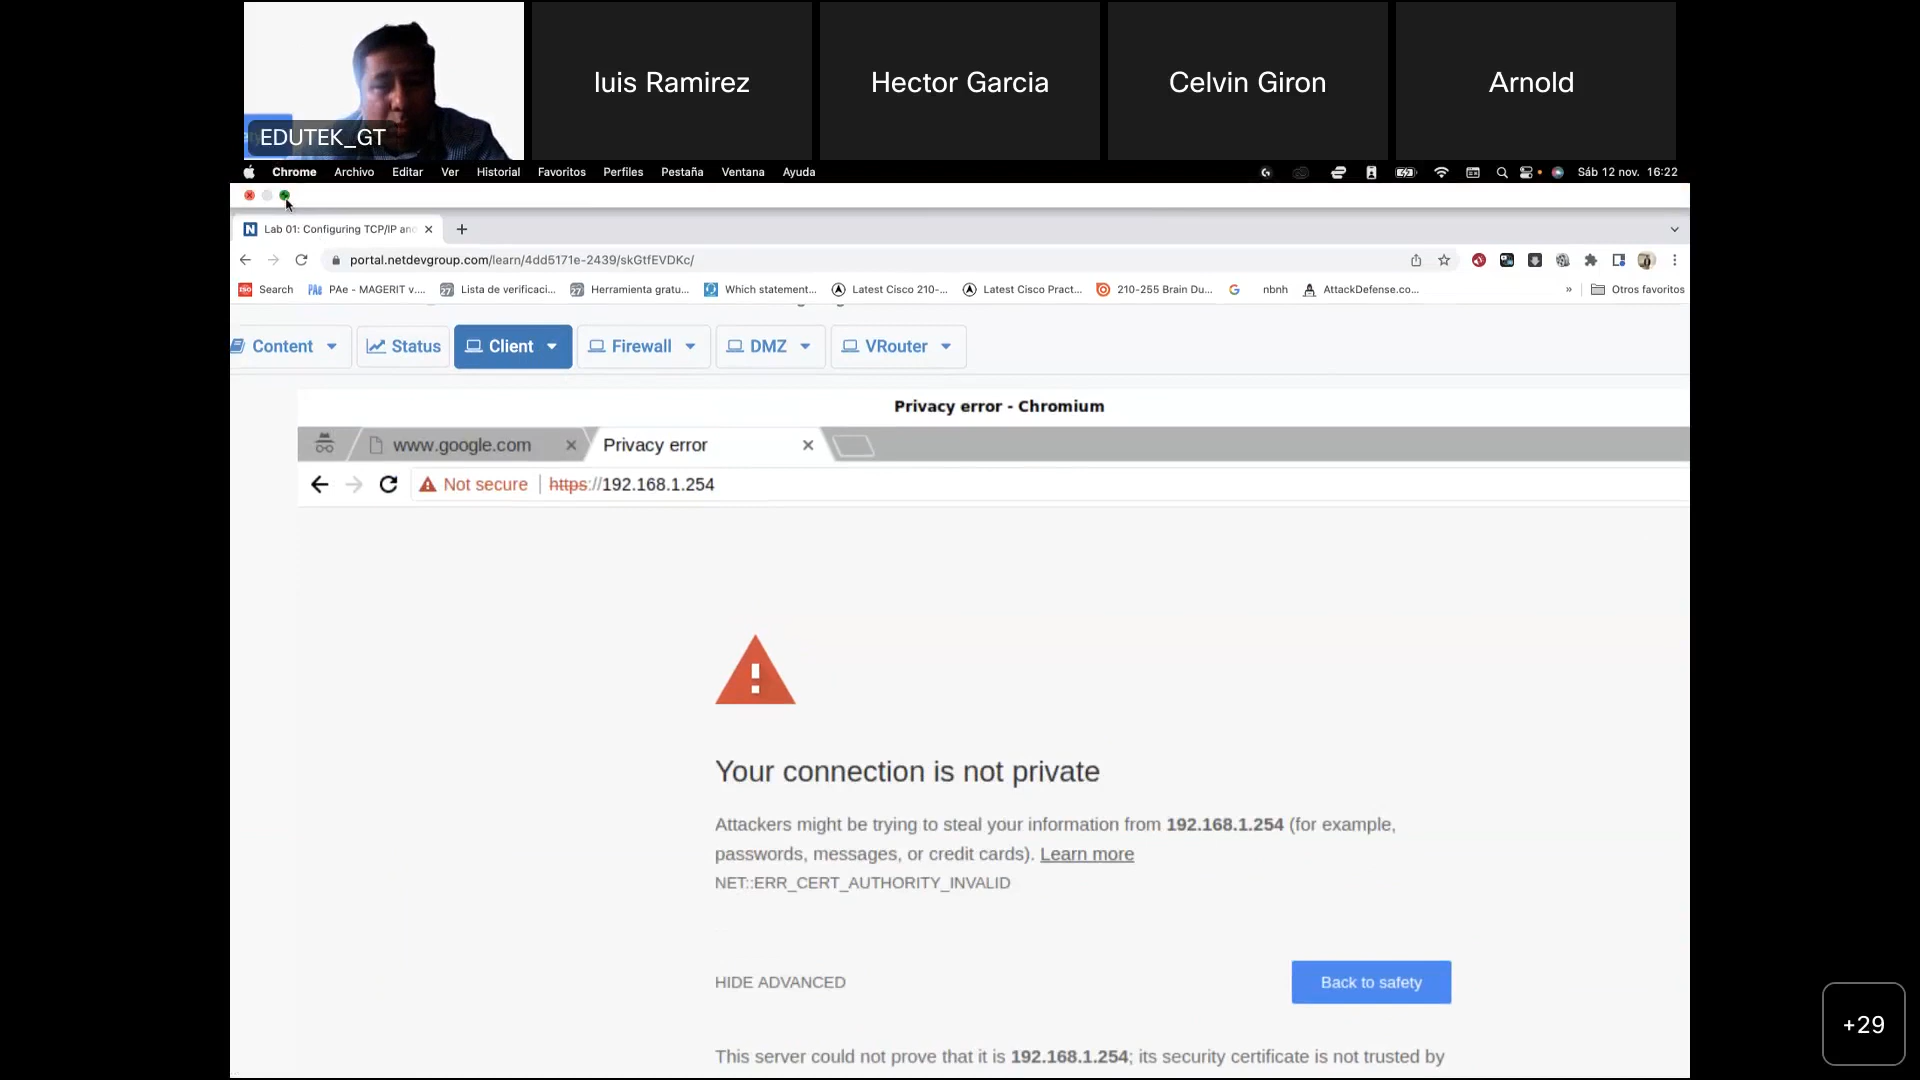 EDUTEK_GT
luis Ramirez
Hector Garcia
Celvin Giron
Arnold
Chrome Archivo Editar Ver Historial Favoritos Perfiles Pestaña Ventana Ayuda Sáb 12 nov. 16:22
Lab 01: Configuring TCP/IP an
portal.netdevgroup.com/learn/4dd5171e-2439/skGtfEVDKc/
Search PAe - MAGERIT v.... Lista de verificaci... Herramienta gratu... Which statement... Latest Cisco 210-... Latest Cisco Pract... 210-255 Brain Du... nbnh AttackDefense.co... » Otros favoritos
Content Status Client Firewall DMZ VRouter
Privacy error - Chromium
www.google.com Privacy error
Not secure https://192.168.1.254
Your connection is not private
Attackers might be trying to steal your information from 192.168.1.254 (for example,
passwords, messages, or credit cards). Learn more
NET::ERR_CERT_AUTHORITY_INVALID
HIDE ADVANCED Back to safety
This server could not prove that it is 192.168.1.254; its security certificate is not trusted by
+29